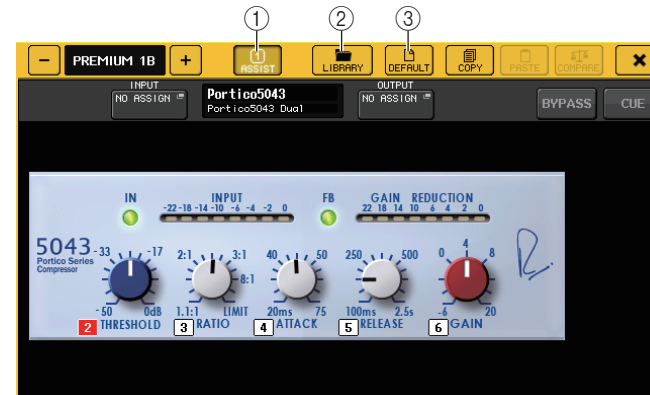 ① ② ③
− PREMIUM 1B + 1 ASSIST LIBRARY DEFAULT COPY PASTE COMPARE ×
INPUT
NO ASSIGN
Portico5043
Portico5043 Dual
OUTPUT
NO ASSIGN
BYPASS CUE
IN INPUT FB GAIN REDUCTION
-22 -18 -14 -10 -6 -4 -2 0 22 18 14 10 6 4 2 0
5043
Portico Series
Compressor
-33 -17 2:1 3:1 40 50 250 500 0 4 8
8:1
-50 0dB 1.1:1 LIMIT 20ms 75 100ms 2.5s -6 20
2 THRESHOLD 3 RATIO 4 ATTACK 5 RELEASE 6 GAIN